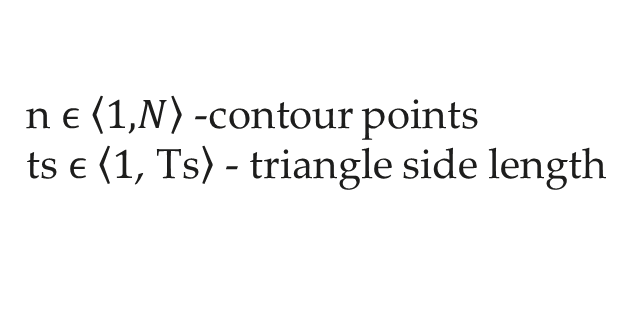 n ϵ ⟨1,N⟩ -contour points
ts ϵ ⟨1, Ts⟩ - triangle side length